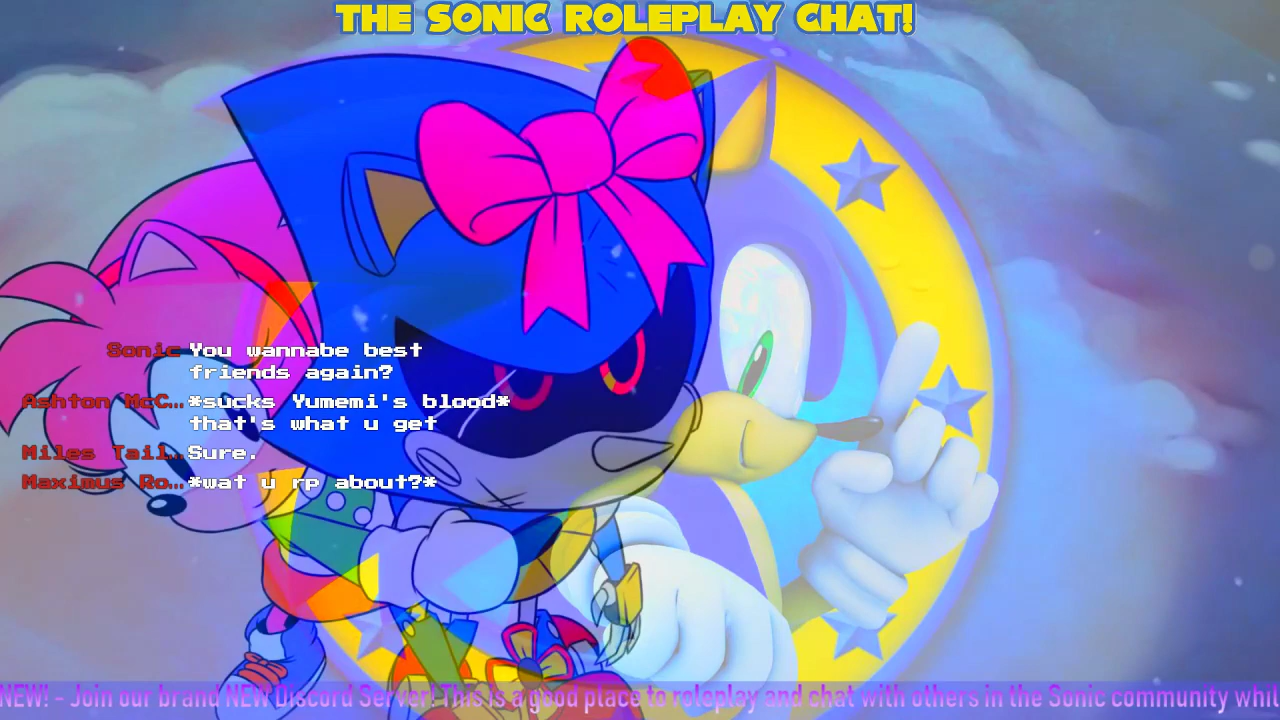 THE SONIC ROLEPLAY CHAT!
Sonic You wannabe best
friends again?
Ashton McC... *sucks Yumemi's blood*
that's what u get
Miles Tail... Sure.
Maximus Ro... *wat u rp about?*
NEW! - Join our brand NEW Discord Server! This is a good place to roleplay and chat with others in the Sonic community whil